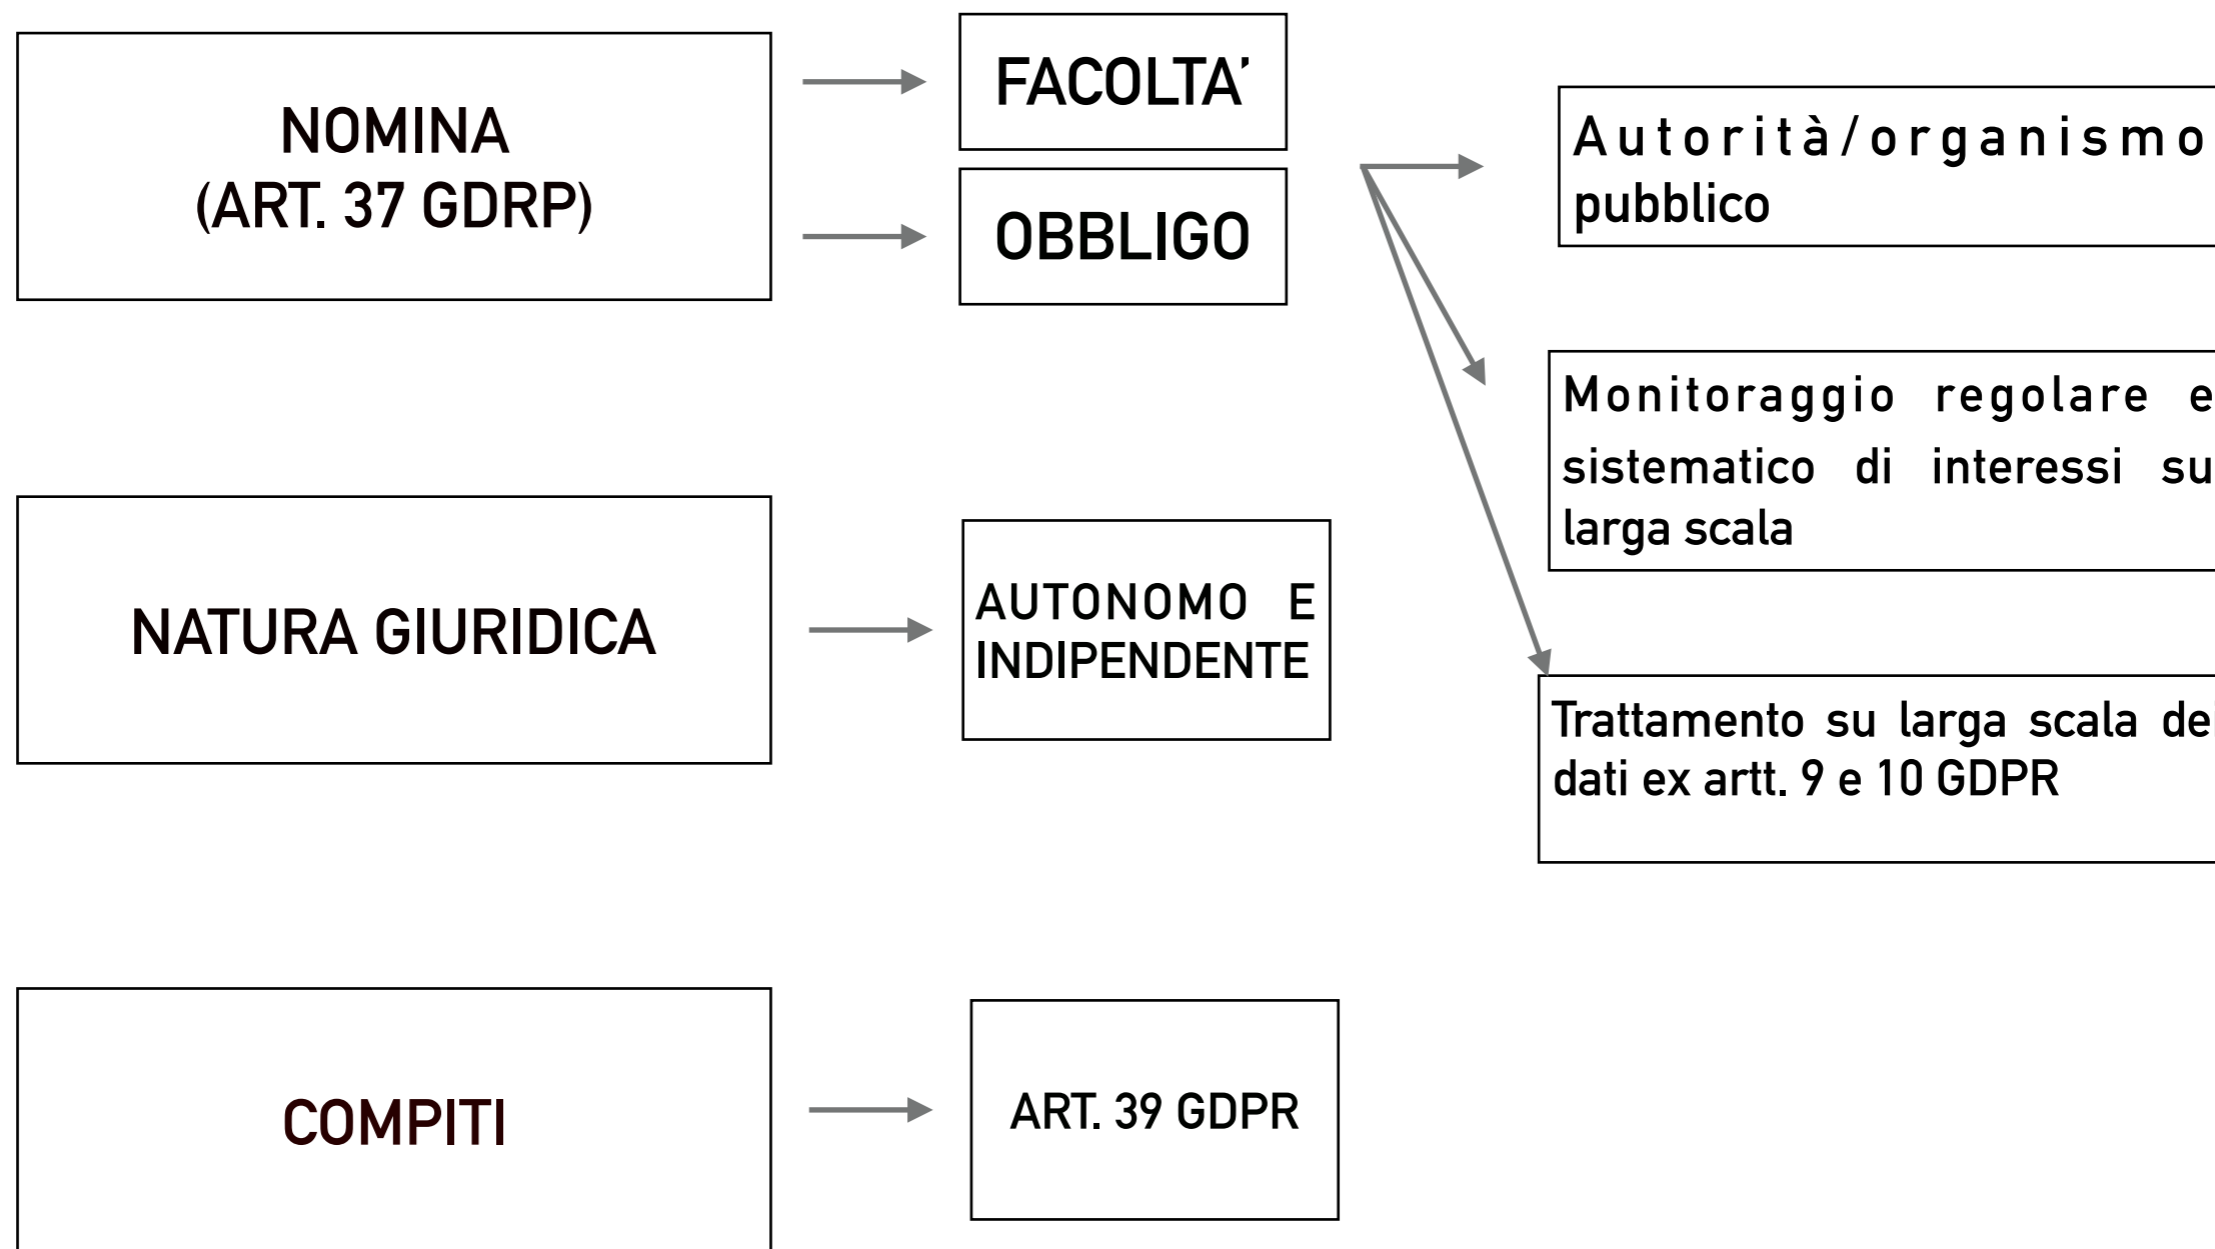 NOMINA
(ART. 37 GDRP)
FACOLTA’
OBBLIGO
Autorità/organismo
pubblico
Monitoraggio regolare e
sistematico di interessi su
larga scala
NATURA GIURIDICA
AUTONOMO E
INDIPENDENTE
Trattamento su larga scala dei
dati ex artt. 9 e 10 GDPR
COMPITI
ART. 39 GDPR